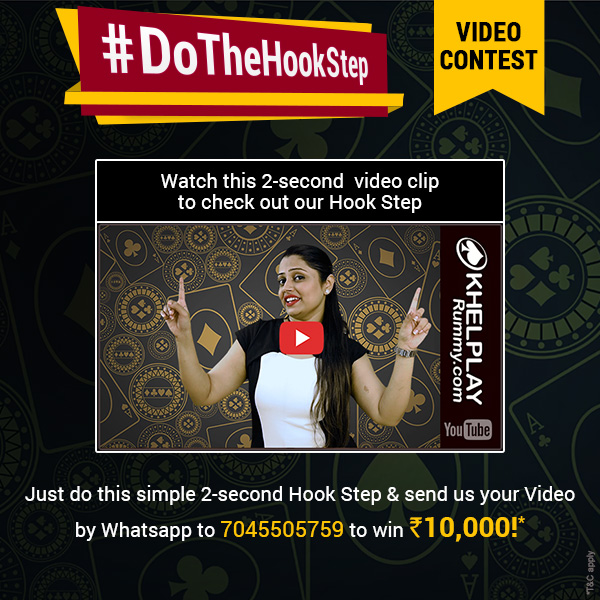 #DoTheHookStep
VIDEO
CONTEST
Watch this 2-second video clip
to check out our Hook Step
KHELPLAY
Rummy.com
YouTube
Just do this simple 2-second Hook Step & send us your Video
by Whatsapp to 7045505759 to win ₹10,000!*
*T&C apply